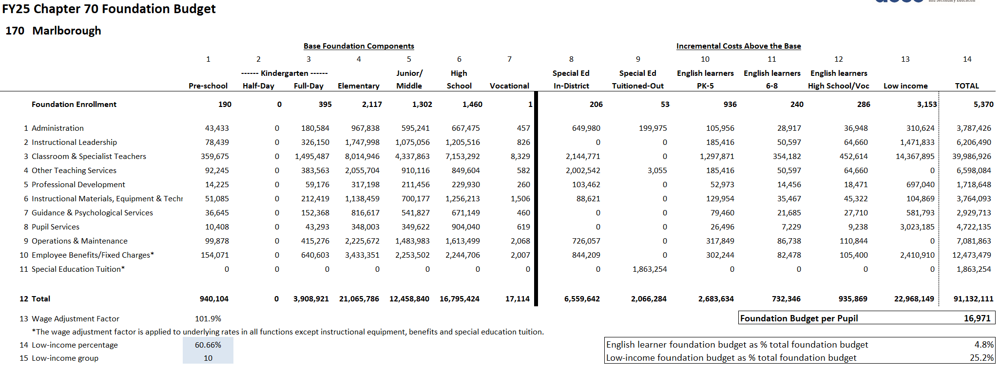 FY25 Chapter 70 Foundation Budget
and Secondary Education
170 Marlborough
Base Foundation Components Incremental Costs Above the Base
1 2 3 4 5 6 7 8 9 10 11 12 13 14
------ Kindergarten ------ Junior/ High Special Ed Special Ed English learners English learners English learners
Pre-school Half-Day Full-Day Elementary Middle School Vocational In-District Tuitioned-Out PK-5 6-8 High School/Voc Low income TOTAL
Foundation Enrollment 190 0 395 2,117 1,302 1,460 1 206 53 936 240 286 3,153 5,370
1 Administration 43,433 0 180,584 967,838 595,241 667,475 457 649,980 199,975 105,956 28,917 36,948 310,624 3,787,426
2 Instructional Leadership 78,439 0 326,150 1,747,998 1,075,056 1,205,516 826 0 0 185,416 50,597 64,660 1,471,833 6,206,490
3 Classroom & Specialist Teachers 359,675 0 1,495,487 8,014,946 4,337,863 7,153,292 8,329 2,144,771 0 1,297,871 354,182 452,614 14,367,895 39,986,926
4 Other Teaching Services 92,245 0 383,563 2,055,704 910,116 849,604 582 2,002,542 3,055 185,416 50,597 64,660 0 6,598,084
5 Professional Development 14,225 0 59,176 317,198 211,456 229,930 260 103,462 0 52,973 14,456 18,471 697,040 1,718,648
6 Instructional Materials, Equipment & Techr 51,085 0 212,419 1,138,459 700,177 1,256,213 1,506 88,621 0 129,954 35,467 45,322 104,869 3,764,093
7 Guidance & Psychological Services 36,645 0 152,368 816,617 541,827 671,149 460 0 0 79,460 21,685 27,710 581,793 2,929,713
8 Pupil Services 10,408 0 43,293 348,003 349,622 904,040 619 0 0 26,496 7,229 9,238 3,023,185 4,722,135
9 Operations & Maintenance 99,878 0 415,276 2,225,672 1,483,983 1,613,499 2,068 726,057 0 317,849 86,738 110,844 0 7,081,863
10 Employee Benefits/Fixed Charges* 154,071 0 640,603 3,433,351 2,253,502 2,244,706 2,007 844,209 0 302,244 82,478 105,400 2,410,910 12,473,479
11 Special Education Tuition* 0 0 0 0 0 0 0 0 1,863,254 0 0 0 0 1,863,254
12 Total 940,104 0 3,908,921 21,065,786 12,458,840 16,795,424 17,114 6,559,642 2,066,284 2,683,634 732,346 935,869 22,968,149 91,132,111
13 Wage Adjustment Factor 101.9% Foundation Budget per Pupil 16,971
*The wage adjustment factor is applied to underlying rates in all functions except instructional equipment, benefits and special education tuition.
14 Low-income percentage 60.66% English learner foundation budget as % total foundation budget 4.8%
15 Low-income group 10 Low-income foundation budget as % total foundation budget 25.2%